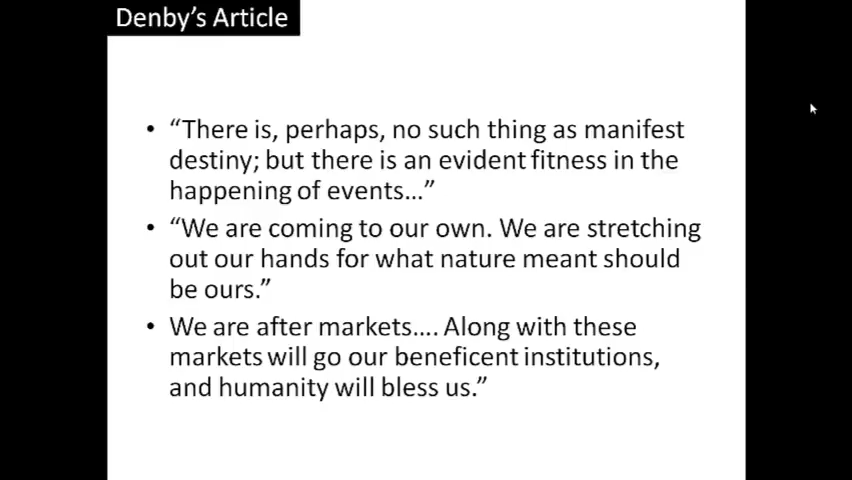 Denby’s Article
• “There is, perhaps, no such thing as manifest
destiny; but there is an evident fitness in the
happening of events…”
• “We are coming to our own. We are stretching
out our hands for what nature meant should
be ours.”
• We are after markets…. Along with these
markets will go our beneficent institutions,
and humanity will bless us.”